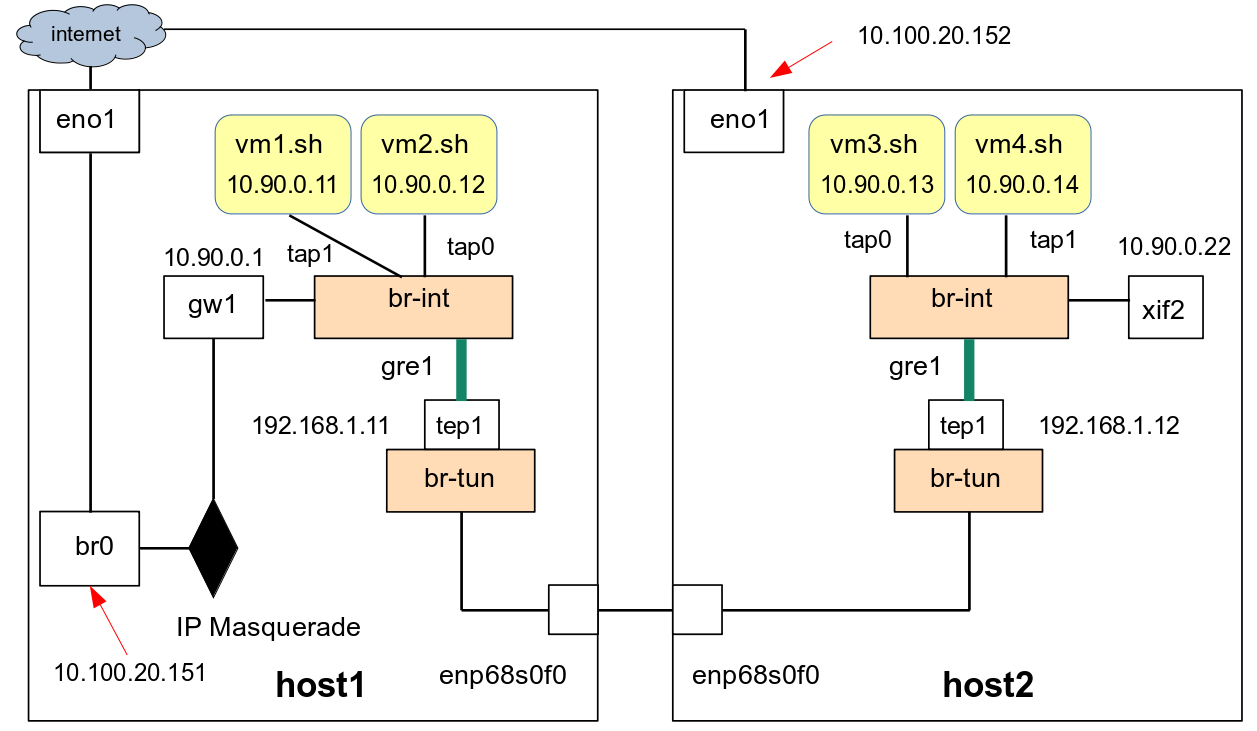 internet
10.100.20.152
eno1
vm1.sh
10.90.0.11
vm2.sh
10.90.0.12
10.90.0.1
tap1
tap0
gw1
br-int
gre1
192.168.1.11
tep1
br-tun
br0
IP Masquerade
10.100.20.151
host1
enp68s0f0
eno1
vm3.sh
10.90.0.13
vm4.sh
10.90.0.14
tap0
tap1
10.90.0.22
br-int
xif2
gre1
tep1
192.168.1.12
br-tun
enp68s0f0
host2